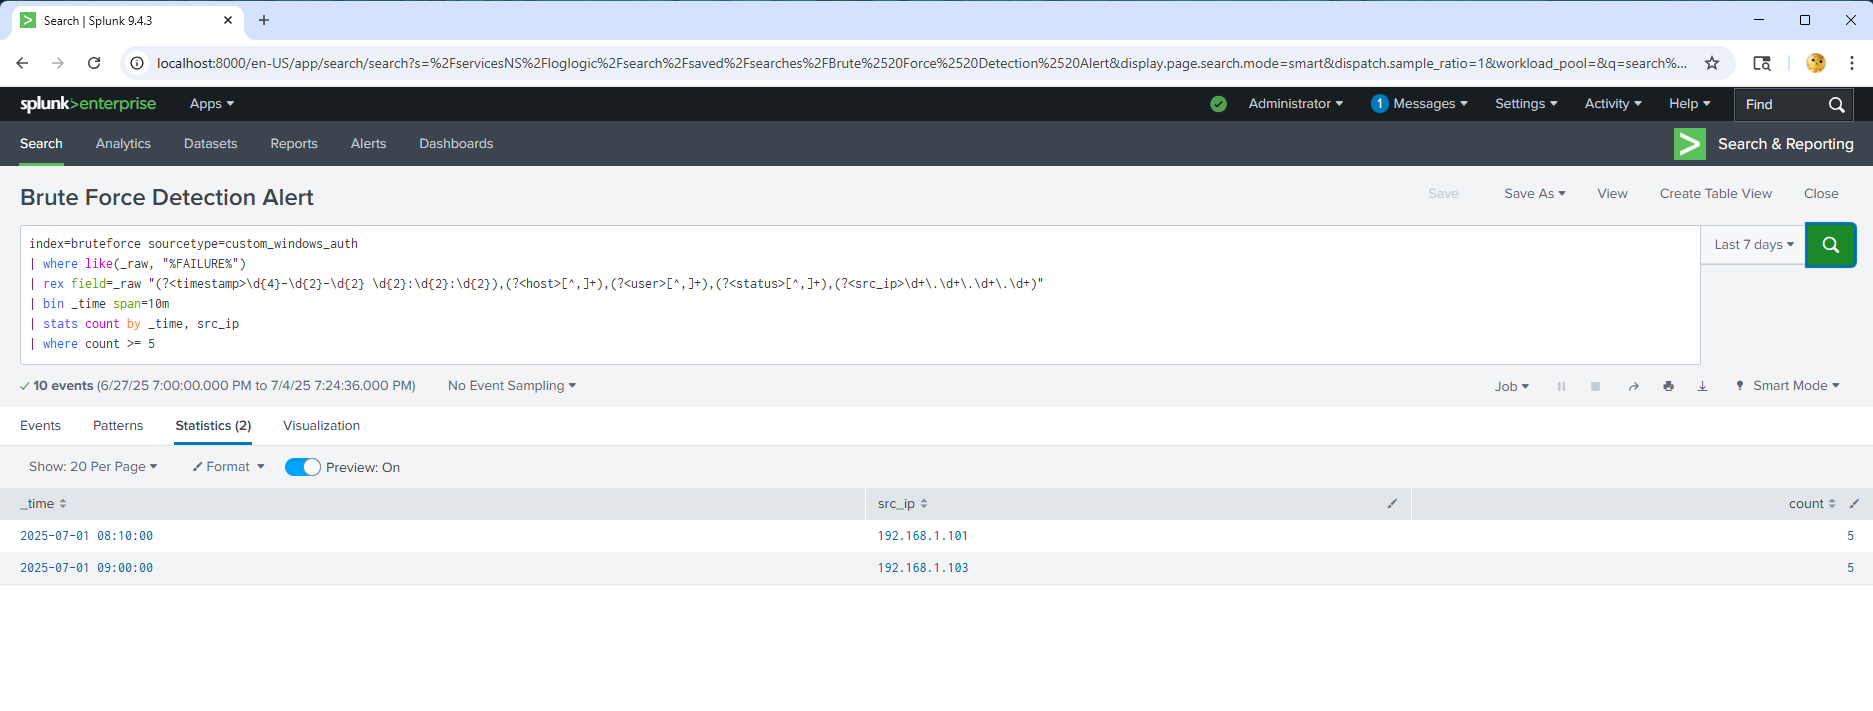 Search | Splunk 9.4.3
localhost:8000/en-US/app/search/search?s=%2FservicesNS%2Floglogic%2Fsearch%2Fsaved%2Fsearches%2FBrute%2520Force%2520Detection%2520Alert&display.page.search.mode=smart&dispatch.sample_ratio=1&workload_pool=&q=search%...
splunk>enterprise Apps Administrator 1 Messages Settings Activity Help Find
Search Analytics Datasets Reports Alerts Dashboards Search & Reporting
Brute Force Detection Alert Save Save As View Create Table View Close
index=bruteforce sourcetype=custom_windows_auth
| where like(_raw, "%FAILURE%")
| rex field=_raw "(?<timestamp>\d{4}-\d{2}-\d{2} \d{2}:\d{2}:\d{2}),(?<host>[^,]+),(?<user>[^,]+),(?<status>[^,]+),(?<src_ip>\d+\.\d+\.\d+\.\d+)"
| bin _time span=10m
| stats count by _time, src_ip
| where count >= 5
Last 7 days
10 events (6/27/25 7:00:00.000 PM to 7/4/25 7:24:36.000 PM) No Event Sampling Job Smart Mode
Events Patterns Statistics (2) Visualization
Show: 20 Per Page Format Preview: On
_time src_ip count
2025-07-01 08:10:00 192.168.1.101 5
2025-07-01 09:00:00 192.168.1.103 5